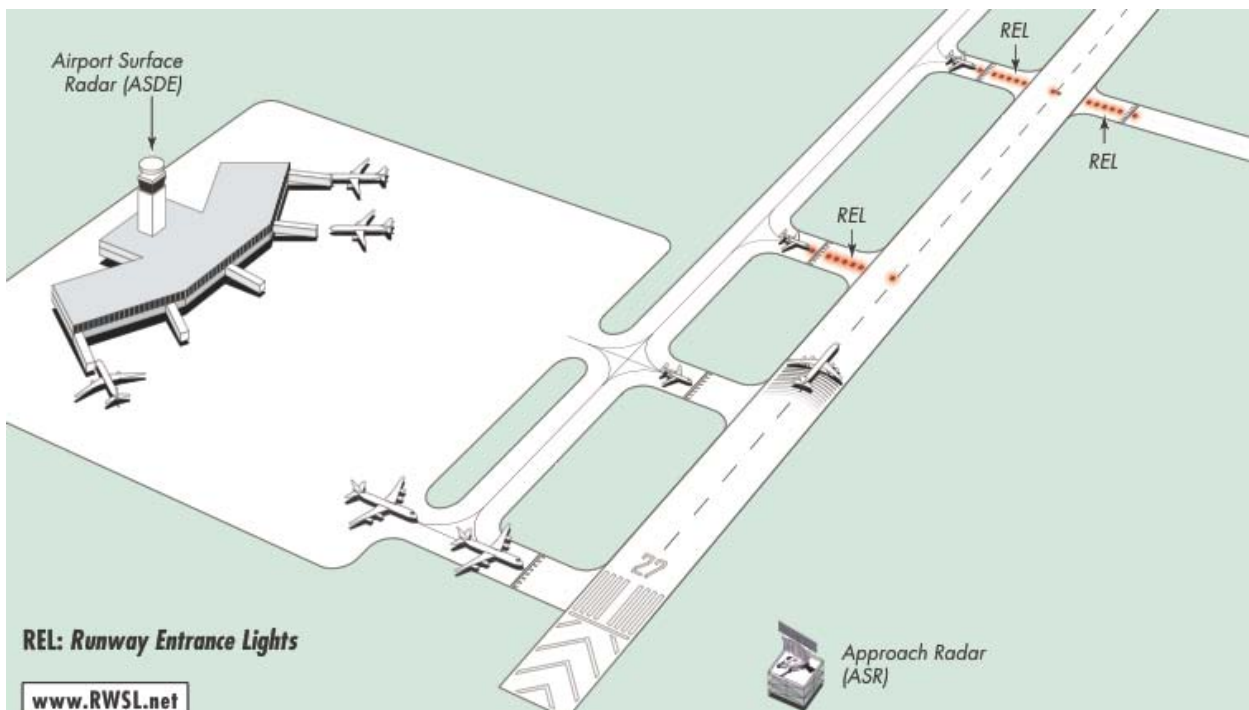 Airport Surface
Radar (ASDE)
REL
REL
REL
27
REL: Runway Entrance Lights
www.RWSL.net
Approach Radar
(ASR)